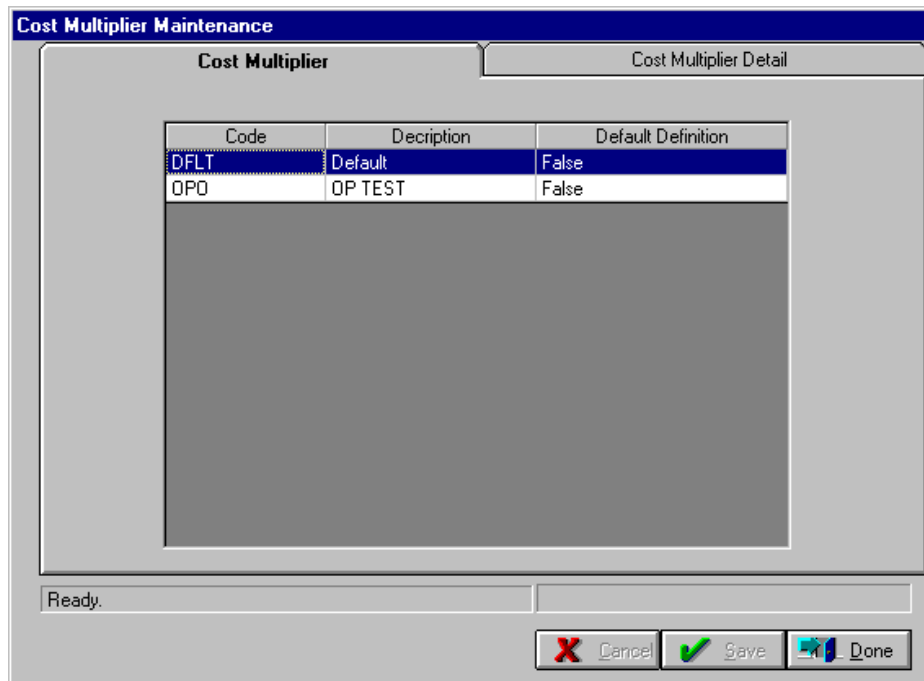 Cost Multiplier Maintenance
Cost Multiplier Cost Multiplier Detail
Code Decription Default Definition
DFLT Default False
OPO OP TEST False
Ready.
Cancel Save Done